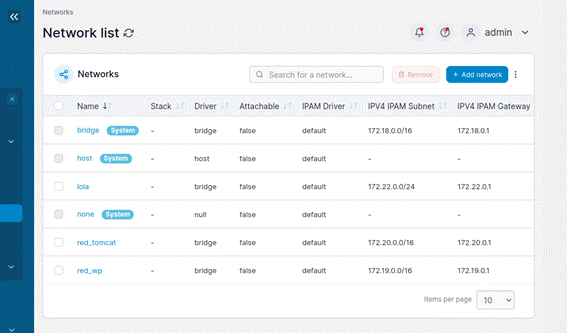 Networks
Network list
admin
Networks
Search for a network...
Remove
+ Add network
Name Stack Driver Attachable IPAM Driver IPV4 IPAM Subnet IPV4 IPAM Gateway
bridge System - bridge false default 172.18.0.0/16 172.18.0.1
host System - host false default - -
lola - bridge false default 172.22.0.0/24 172.22.0.1
none System - null false default - -
red_tomcat - bridge false default 172.20.0.0/16 172.20.0.1
red_wp - bridge false default 172.19.0.0/16 172.19.0.1
Items per page 10